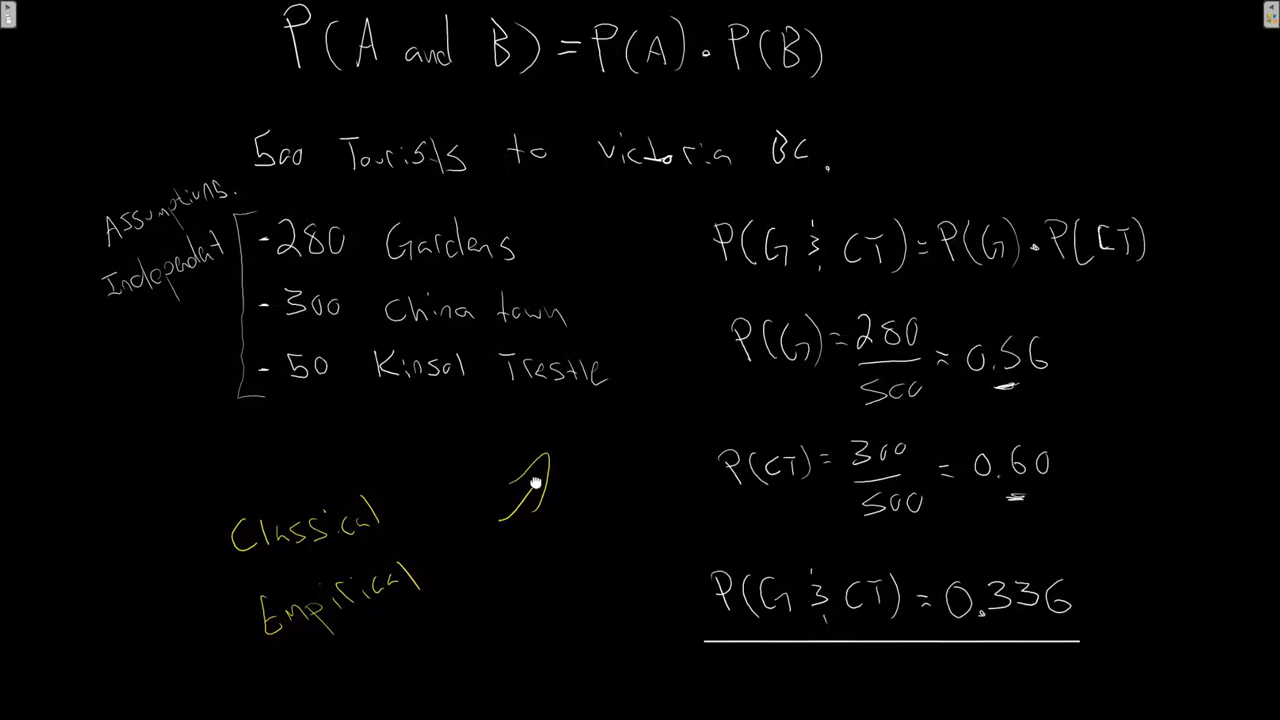 P(A and B) = P(A) · P(B)
500 Tourists to Victoria BC.
Assumptions.
Independat
- 280 Gardens
- 300 China town
- 50 Kinsol Trestle
P(G & CT) = P(G) · P(CT)
P(G) = 280/500 = 0.56
P(CT) = 300/500 = 0.60
P(G & CT) = 0.336
Classical
Empirical